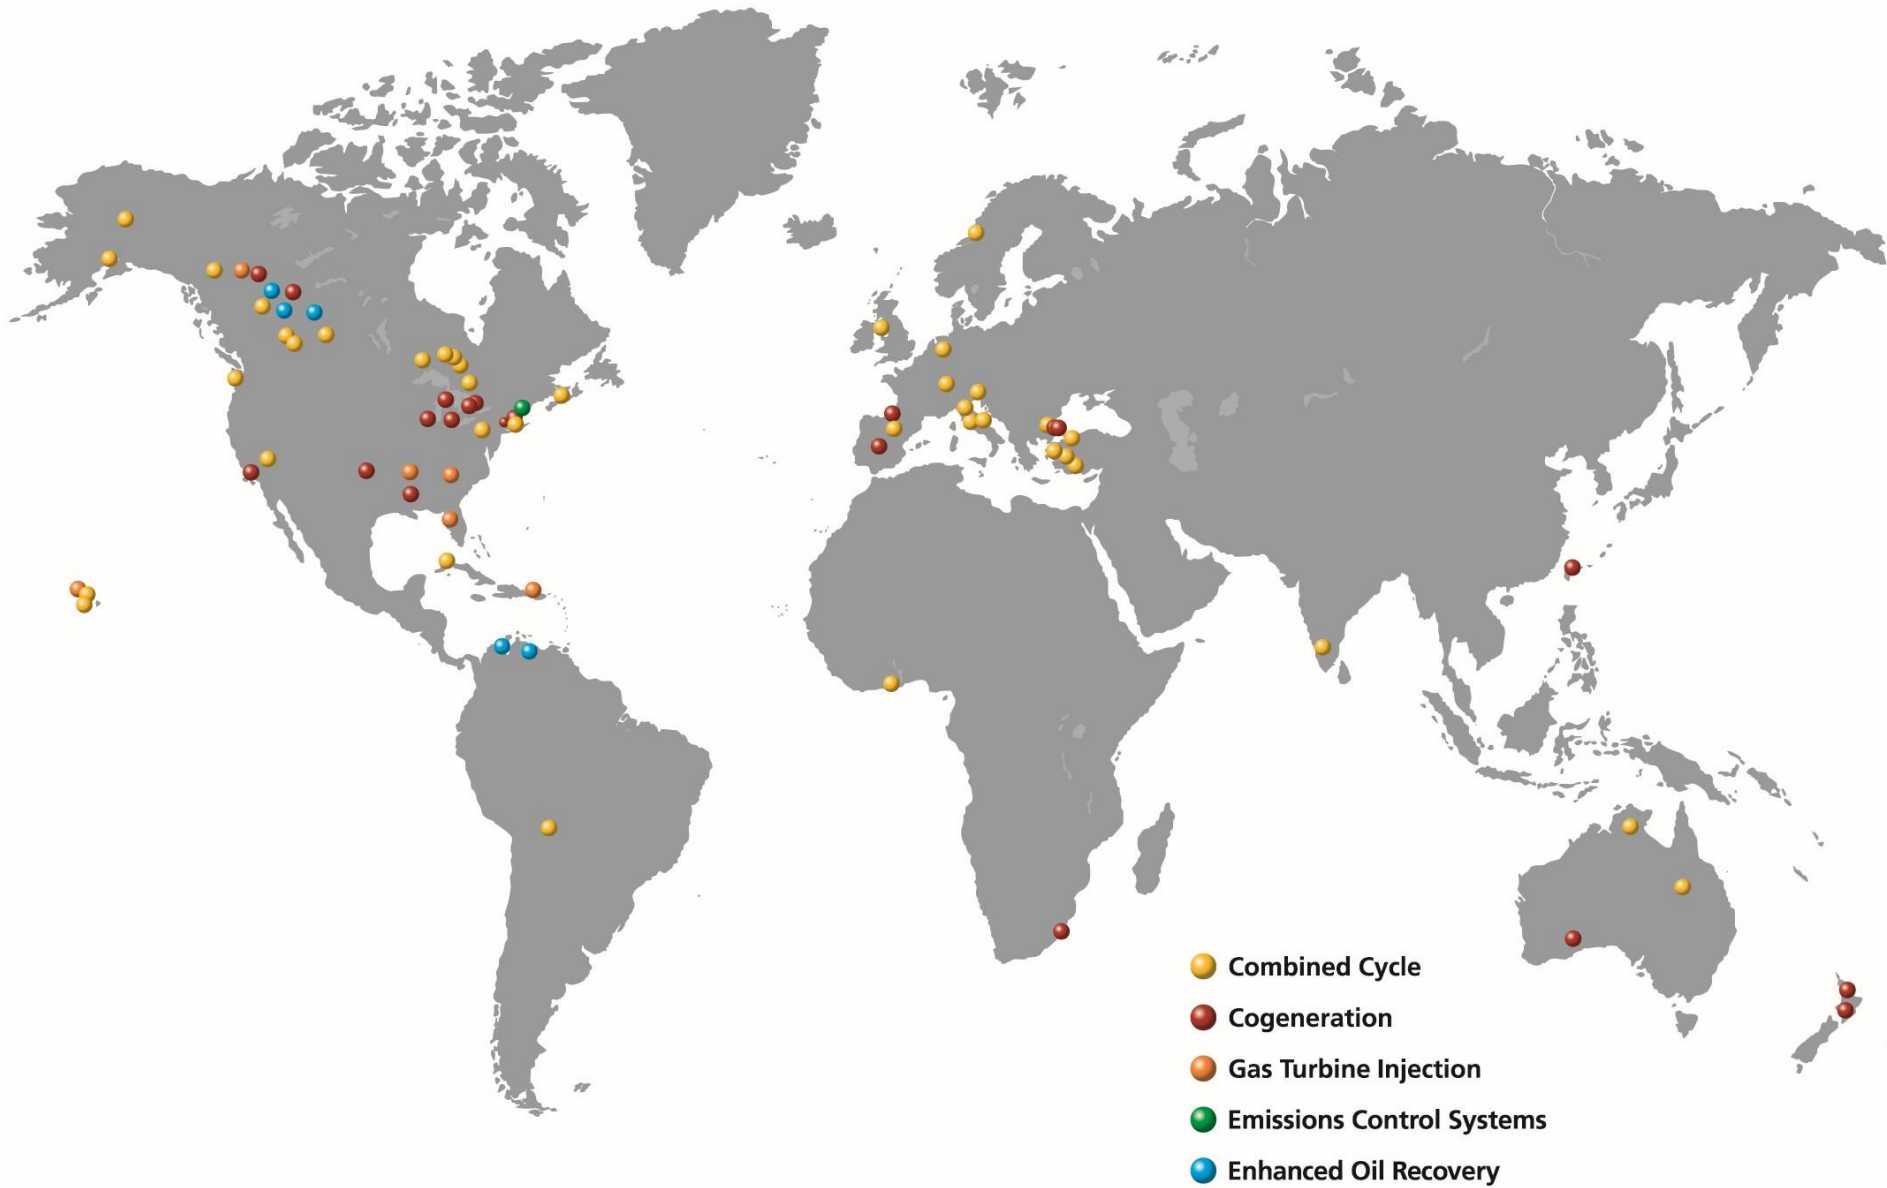 Combined Cycle
Cogeneration
Gas Turbine Injection
Emissions Control Systems
Enhanced Oil Recovery